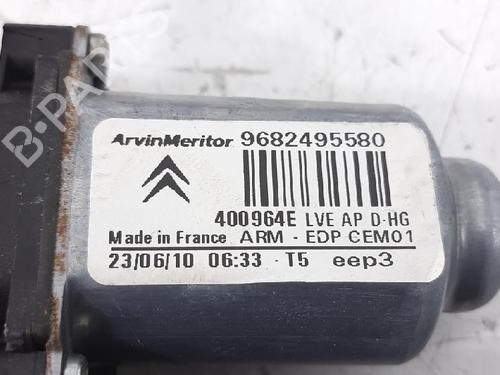 B-PARTS
ArvinMeritor 9682495580
400964E LVE AP D-HG
Made in France ARM - EDP CEM01
23/06/10 06:33 - T5 eep3